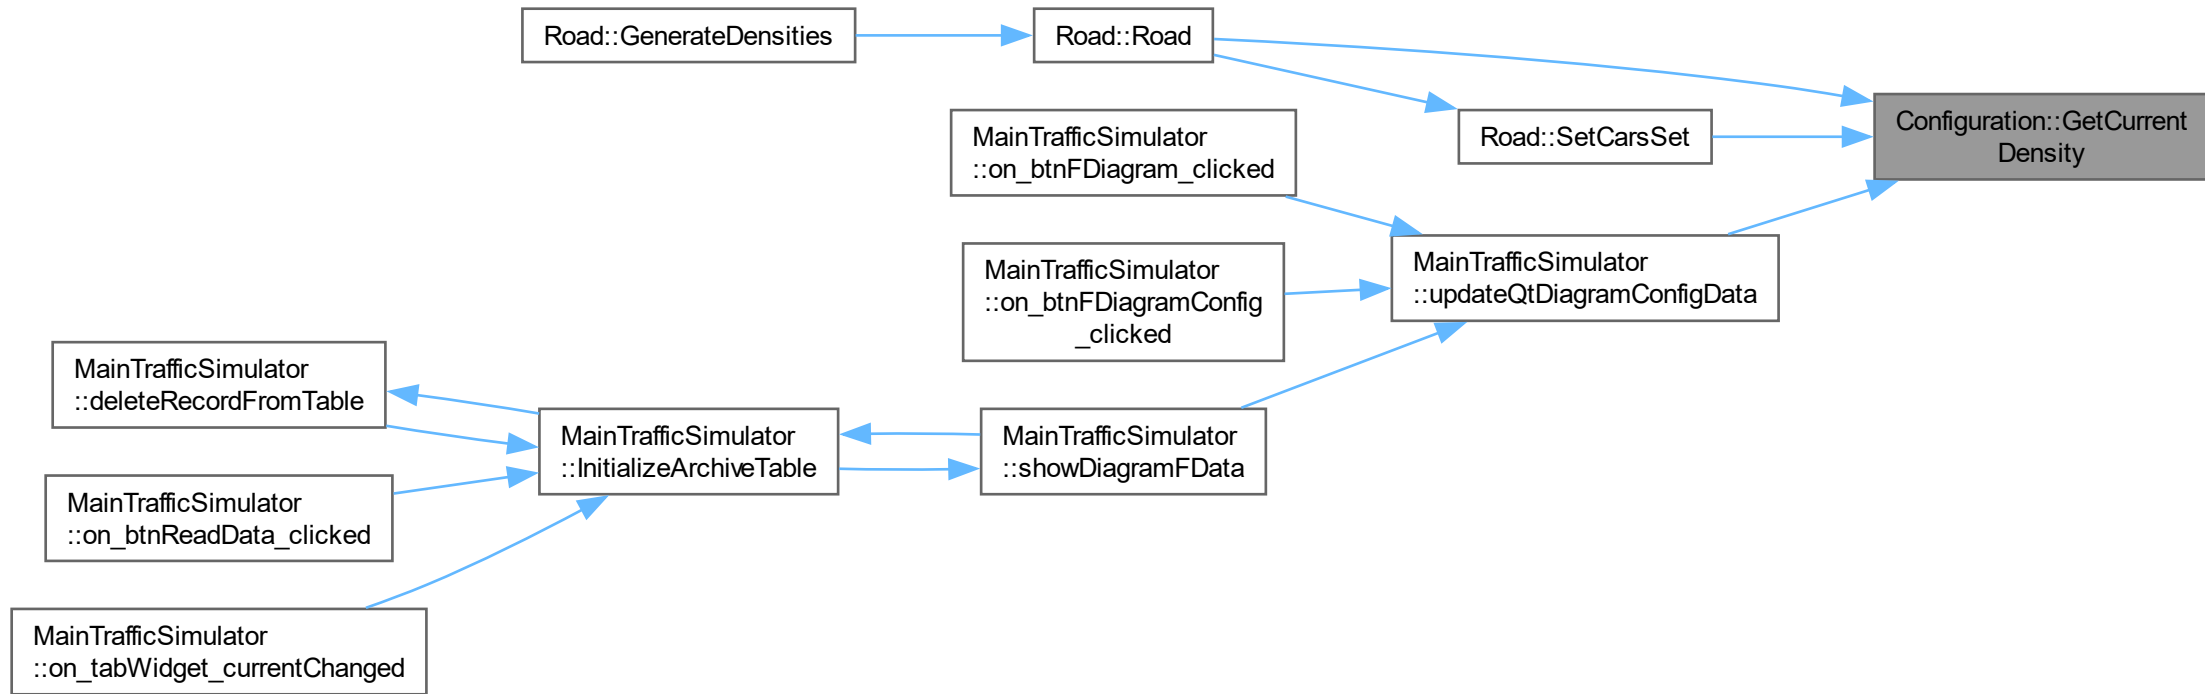 Road::GenerateDensities
Road::Road
Configuration::GetCurrent
Density
MainTrafficSimulator
::on_btnFDiagram_clicked
Road::SetCarsSet
MainTrafficSimulator
::on_btnFDiagramConfig
_clicked
MainTrafficSimulator
::updateQtDiagramConfigData
MainTrafficSimulator
::deleteRecordFromTable
MainTrafficSimulator
::InitializeArchiveTable
MainTrafficSimulator
::showDiagramFData
MainTrafficSimulator
::on_btnReadData_clicked
MainTrafficSimulator
::on_tabWidget_currentChanged